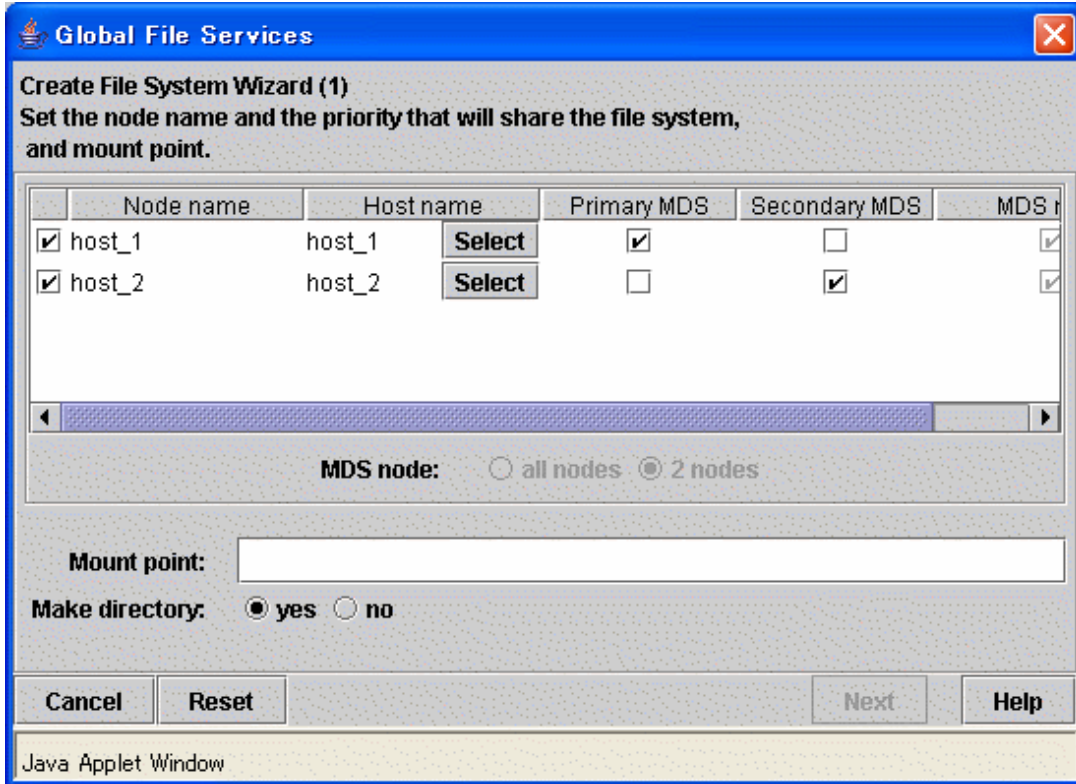 Global File Services
Create File System Wizard (1)
Set the node name and the priority that will share the file system,
and mount point.
Node name Host name Primary MDS Secondary MDS MDS
host_1 host_1 Select
host_2 host_2 Select
MDS node: all nodes 2 nodes
Mount point:
Make directory: yes no
Cancel Reset Next Help
Java Applet Window